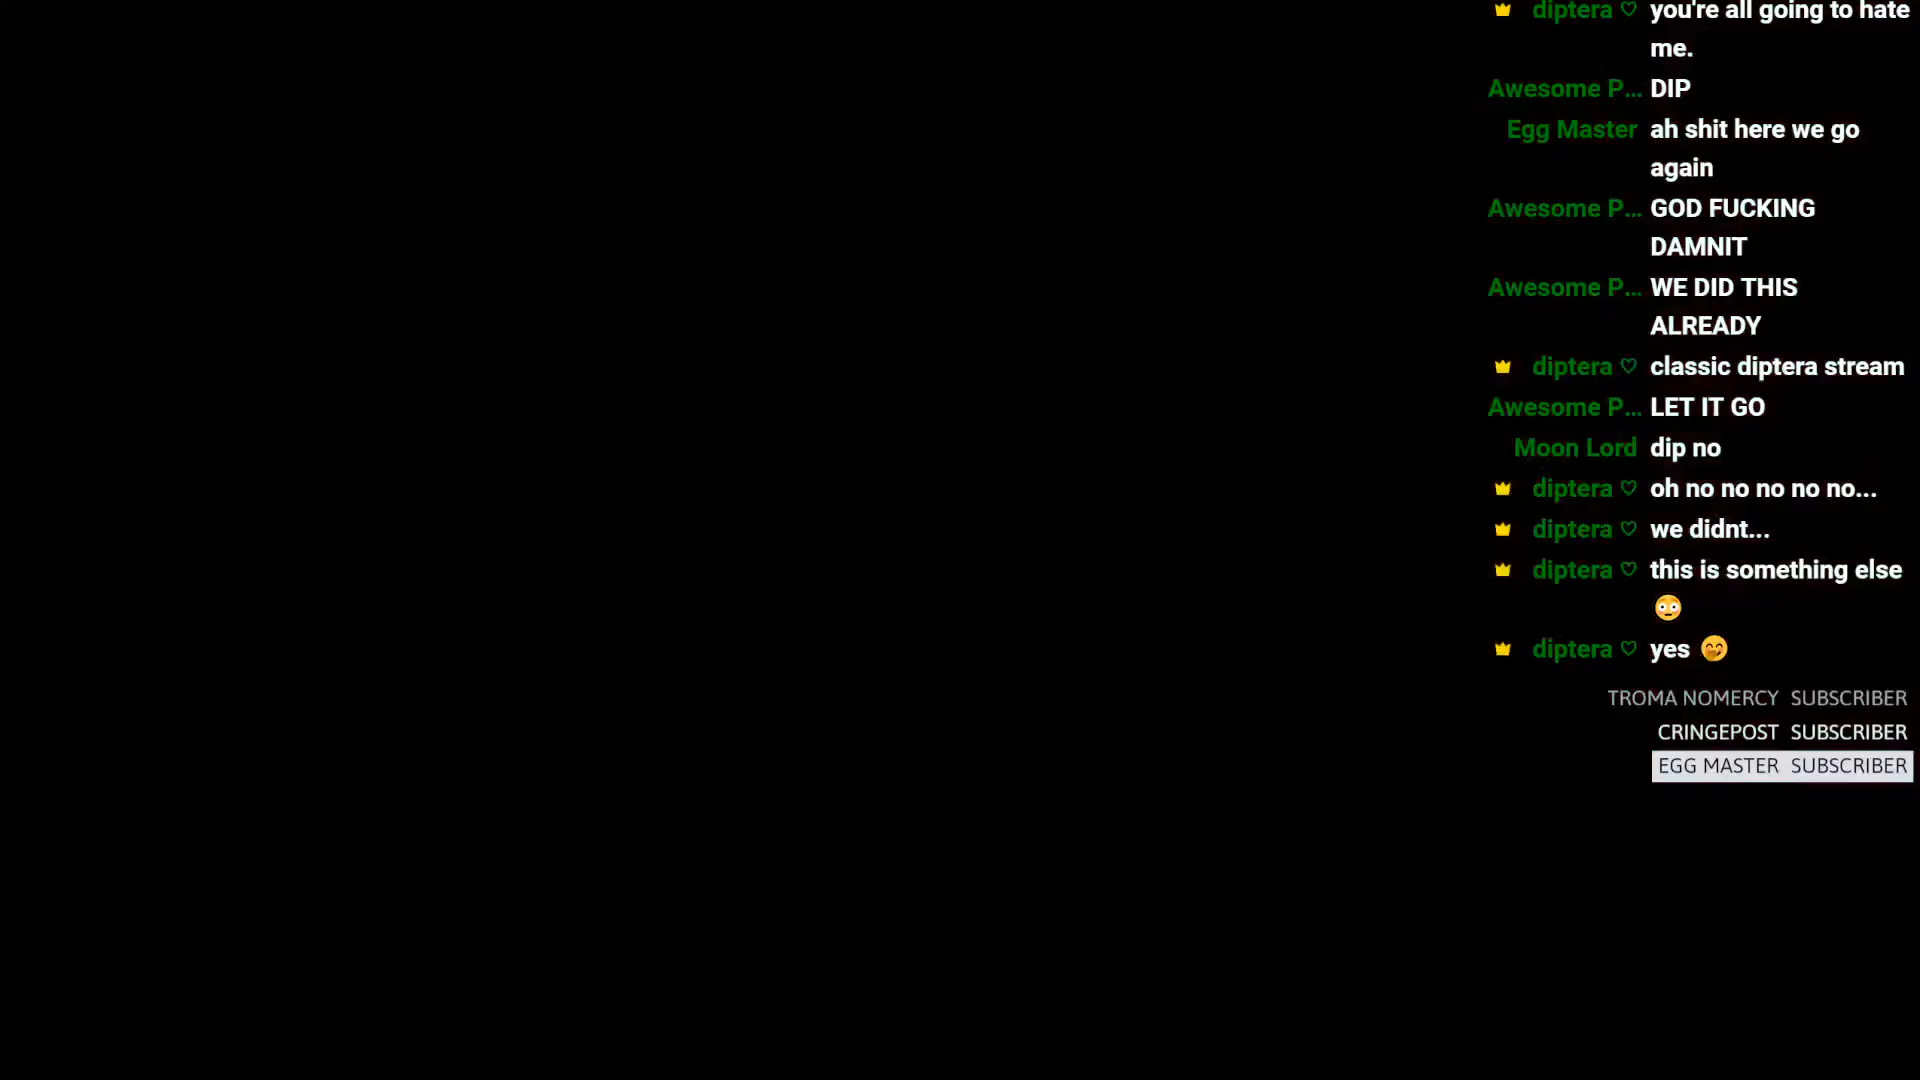 diptera ♡ you're all going to hate
me.
Awesome P... DIP
Egg Master ah shit here we go
again
Awesome P... GOD FUCKING
DAMNIT
Awesome P... WE DID THIS
ALREADY
diptera ♡ classic diptera stream
Awesome P... LET IT GO
Moon Lord dip no
diptera ♡ oh no no no no no...
diptera ♡ we didnt...
diptera ♡ this is something else
😳
diptera ♡ yes 🤭
TROMA NOMERCY SUBSCRIBER
CRINGEPOST SUBSCRIBER
EGG MASTER SUBSCRIBER